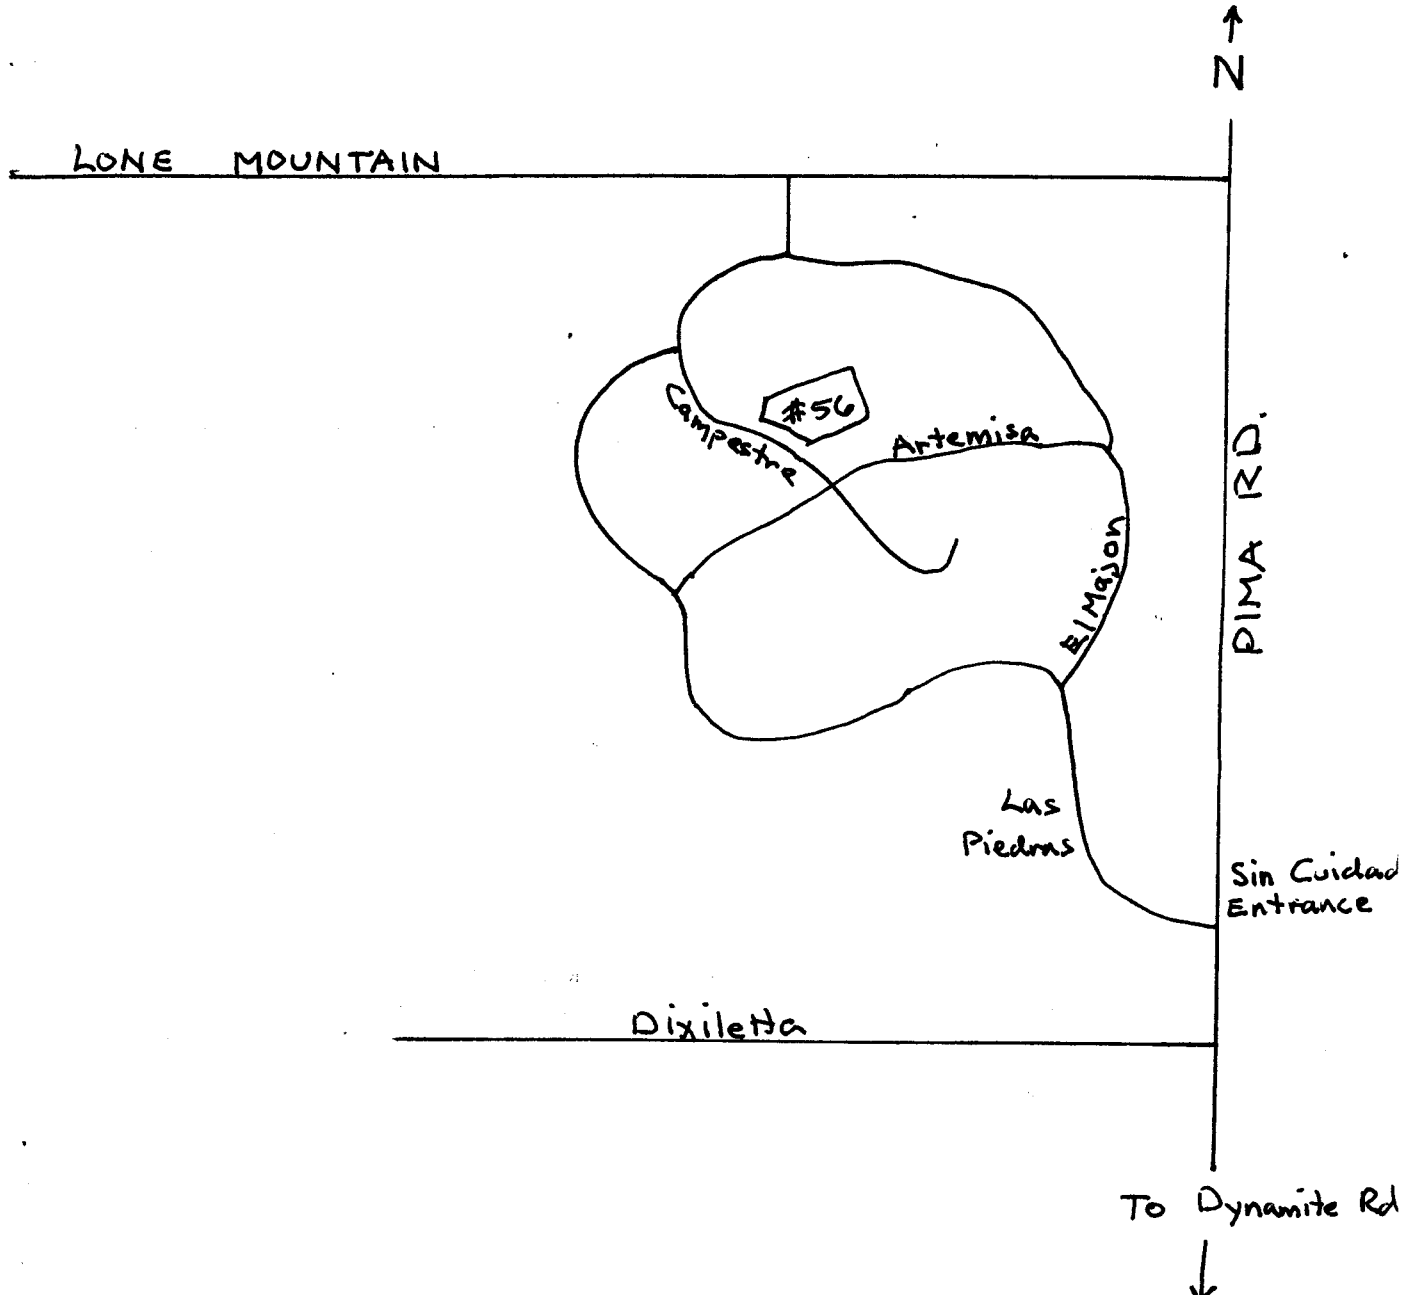 N
LONE MOUNTAIN
Campestre
#56
Artemisa
PIMA RD.
El Majon
Las
Piedras
Sin Cuidad
Entrance
Dixiletta
To Dynamite Rd